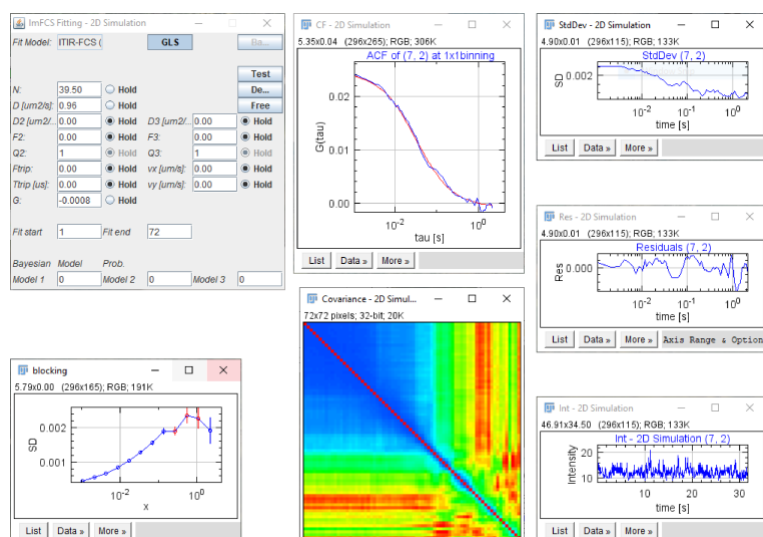 ImFCS Fitting - 2D Simulation
Fit Model: ITIR-FCS ( GLS Ba...
Test
N: 39.50 Hold De...
D [um2/s]: 0.96 Hold Free
D2 [um2/... 0.00 Hold D3 [um2/... 0.00 Hold
F2: 0.00 Hold F3: 0.00 Hold
Q2: 1 Hold Q3: 1 Hold
Ftrip: 0.00 Hold vx [um/s]: 0.00 Hold
Ttrip [us]: 0.00 Hold vy [um/s]: 0.00 Hold
G: -0.0008 Hold
Fit start 1 Fit end 72
Bayesian Model Prob.
Model 1 0 Model 2 0 Model 3 0
CF - 2D Simulation
5.35x0.04 (296x265); RGB; 306K
ACF of (7, 2) at 1x1binning
0.02
0.01
0.00
G(tau)
10-2 100
tau [s]
List Data » More »
StdDev - 2D Simulation
4.90x0.01 (296x115); RGB; 133K
StdDev (7, 2)
SD 0.002
10-2 10-1 100
time [s]
List Data » More »
Res - 2D Simulation
4.90x0.01 (296x115); RGB; 133K
Residuals (7, 2)
Res 0.000
10-2 10-1 100
time [s]
List Data » More » Axis Range & Option
blocking
5.79x0.00 (296x165); RGB; 191K
0.002
0.001
SD
10-2 100
x
List Data » More »
Covariance - 2D Simul...
72x72 pixels; 32-bit; 20K
Int - 2D Simulation
46.91x34.50 (296x115); RGB; 133K
Int - 2D Simulation (7, 2)
20
10
Intensity
10 20 30
time [s]
List Data » More »